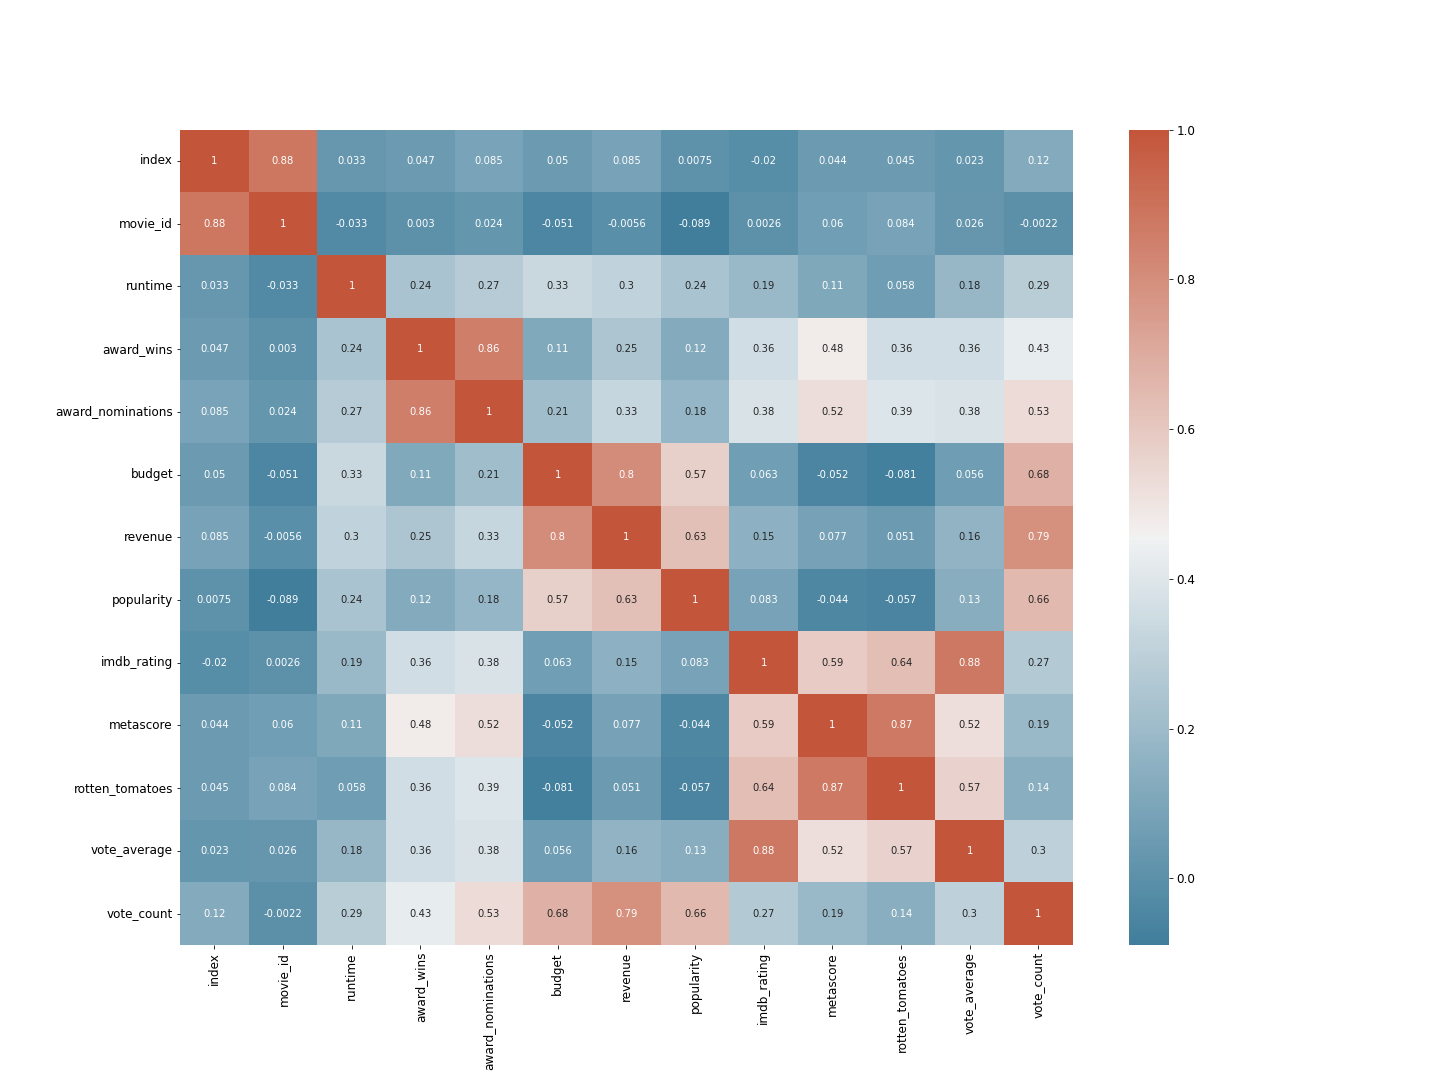 index 1 0.88 0.033 0.047 0.085 0.05 0.085 0.0075 -0.02 0.044 0.045 0.023 0.12
movie_id 0.88 1 -0.033 0.003 0.024 -0.051 -0.0056 -0.089 0.0026 0.06 0.084 0.026 -0.0022
runtime 0.033 -0.033 1 0.24 0.27 0.33 0.3 0.24 0.19 0.11 0.058 0.18 0.29
award_wins 0.047 0.003 0.24 1 0.86 0.11 0.25 0.12 0.36 0.48 0.36 0.36 0.43
award_nominations 0.085 0.024 0.27 0.86 1 0.21 0.33 0.18 0.38 0.52 0.39 0.38 0.53
budget 0.05 -0.051 0.33 0.11 0.21 1 0.8 0.57 0.063 -0.052 -0.081 0.056 0.68
revenue 0.085 -0.0056 0.3 0.25 0.33 0.8 1 0.63 0.15 0.077 0.051 0.16 0.79
popularity 0.0075 -0.089 0.24 0.12 0.18 0.57 0.63 1 0.083 -0.044 -0.057 0.13 0.66
imdb_rating -0.02 0.0026 0.19 0.36 0.38 0.063 0.15 0.083 1 0.59 0.64 0.88 0.27
metascore 0.044 0.06 0.11 0.48 0.52 -0.052 0.077 -0.044 0.59 1 0.87 0.52 0.19
rotten_tomatoes 0.045 0.084 0.058 0.36 0.39 -0.081 0.051 -0.057 0.64 0.87 1 0.57 0.14
vote_average 0.023 0.026 0.18 0.36 0.38 0.056 0.16 0.13 0.88 0.52 0.57 1 0.3
vote_count 0.12 -0.0022 0.29 0.43 0.53 0.68 0.79 0.66 0.27 0.19 0.14 0.3 1
index movie_id runtime award_wins award_nominations budget revenue popularity imdb_rating metascore rotten_tomatoes vote_average vote_count
1.0
0.8
0.6
0.4
0.2
0.0